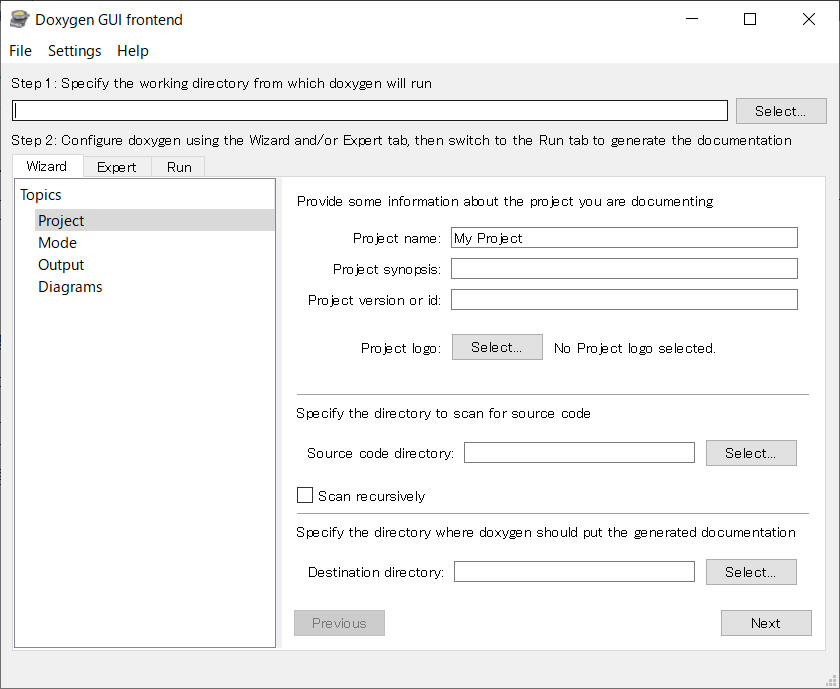 Doxygen GUI frontend
File Settings Help
Step 1: Specify the working directory from which doxygen will run
Select...
Step 2: Configure doxygen using the Wizard and/or Expert tab, then switch to the Run tab to generate the documentation
Wizard Expert Run
Topics
Project
Mode
Output
Diagrams
Provide some information about the project you are documenting
Project name: My Project
Project synopsis:
Project version or id:
Project logo: Select... No Project logo selected.
Specify the directory to scan for source code
Source code directory: Select...
Scan recursively
Specify the directory where doxygen should put the generated documentation
Destination directory: Select...
Previous Next